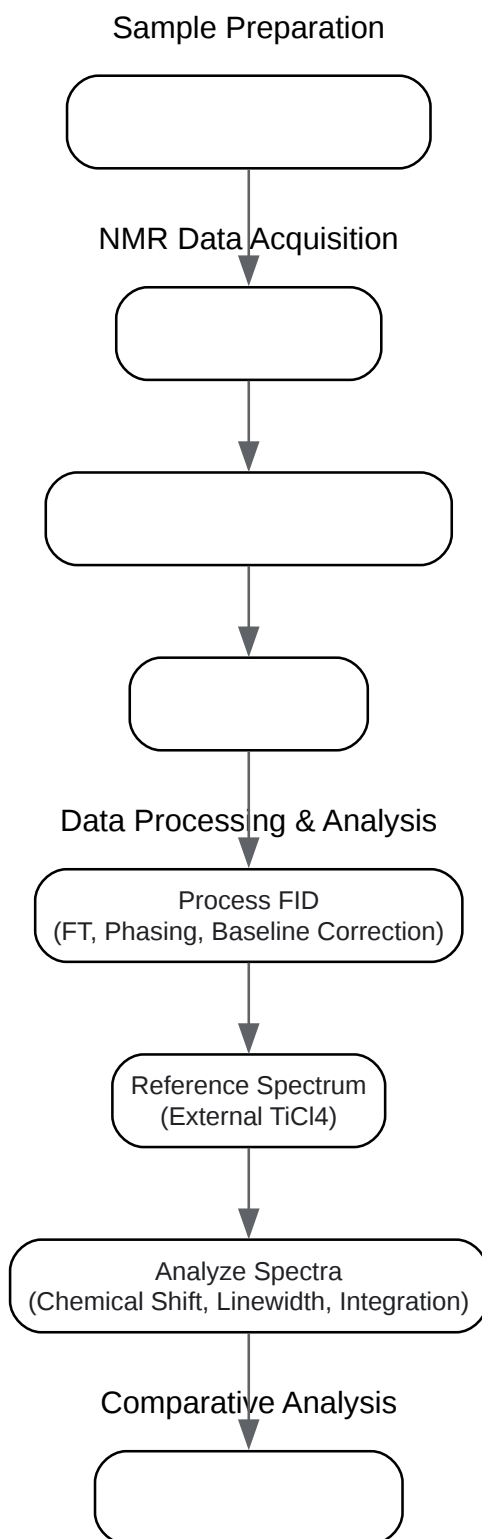 Sample Preparation
NMR Data Acquisition
Data Processing & Analysis
Process FID
(FT, Phasing, Baseline Correction)
Reference Spectrum
(External TiCl4)
Analyze Spectra
(Chemical Shift, Linewidth, Integration)
Comparative Analysis